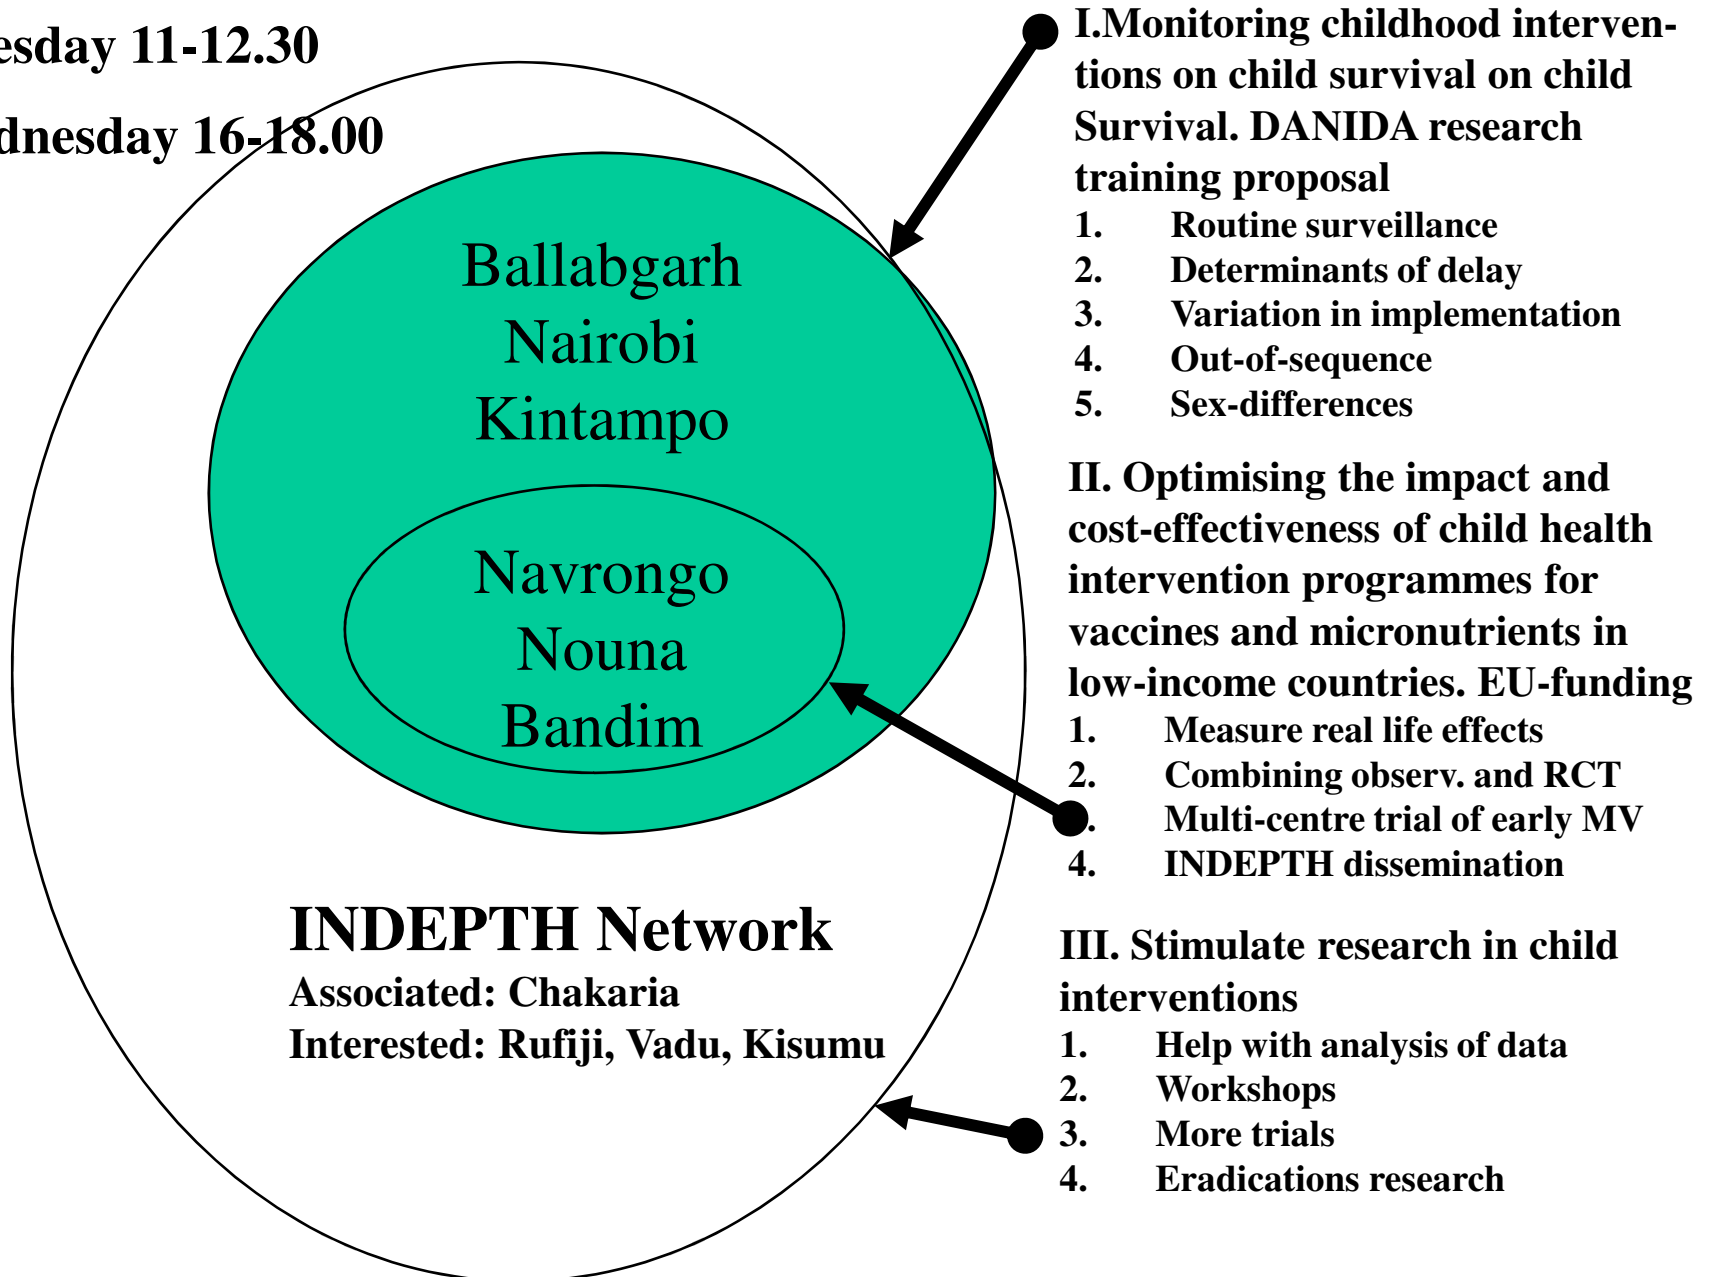 esday 11-12.30
dnesday 16-18.00
Ballabgarh
Nairobi
Kintampo
Navrongo
Nouna
Bandim
INDEPTH Network
Associated: Chakaria
Interested: Rufiji, Vadu, Kisumu
I.Monitoring childhood interven-
tions on child survival on child
Survival. DANIDA research
training proposal
1. Routine surveillance
2. Determinants of delay
3. Variation in implementation
4. Out-of-sequence
5. Sex-differences
II. Optimising the impact and
cost-effectiveness of child health
intervention programmes for
vaccines and micronutrients in
low-income countries. EU-funding
1. Measure real life effects
2. Combining observ. and RCT
. Multi-centre trial of early MV
4. INDEPTH dissemination
III. Stimulate research in child
interventions
1. Help with analysis of data
2. Workshops
3. More trials
4. Eradications research